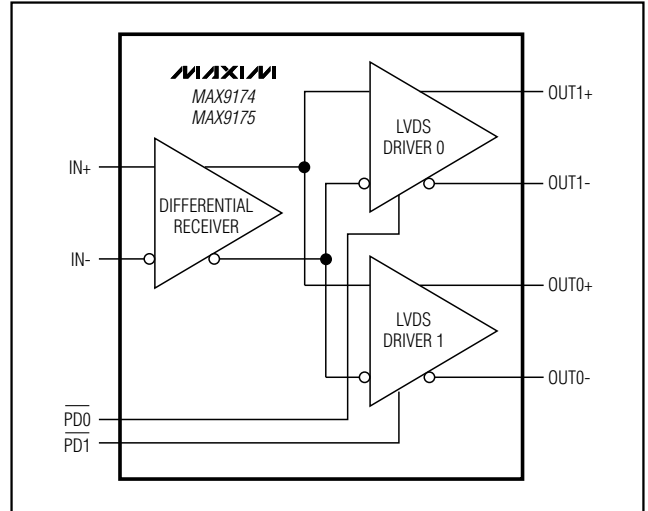 MAXIM
MAX9174
MAX9175
IN+
IN-
DIFFERENTIAL
RECEIVER
LVDS
DRIVER 0
OUT1+
OUT1-
LVDS
DRIVER 1
OUT0+
OUT0-
PD0
PD1